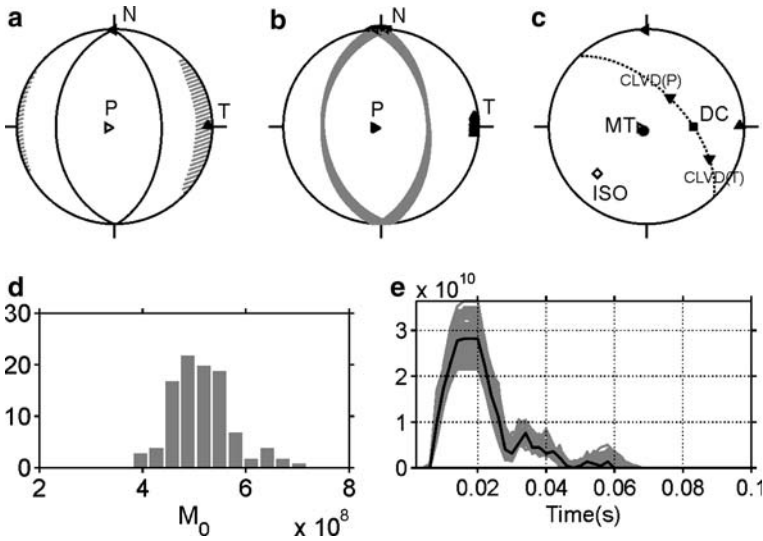 a
N
P
T
b
N
P
T
c
CLVD(P)
DC
MT
CLVD(T)
ISO
d
30
20
10
0
2 4 6 8
M0
x 10^8
e
x 10^10
3
2
1
0
0.02 0.04 0.06 0.08 0.1
Time(s)